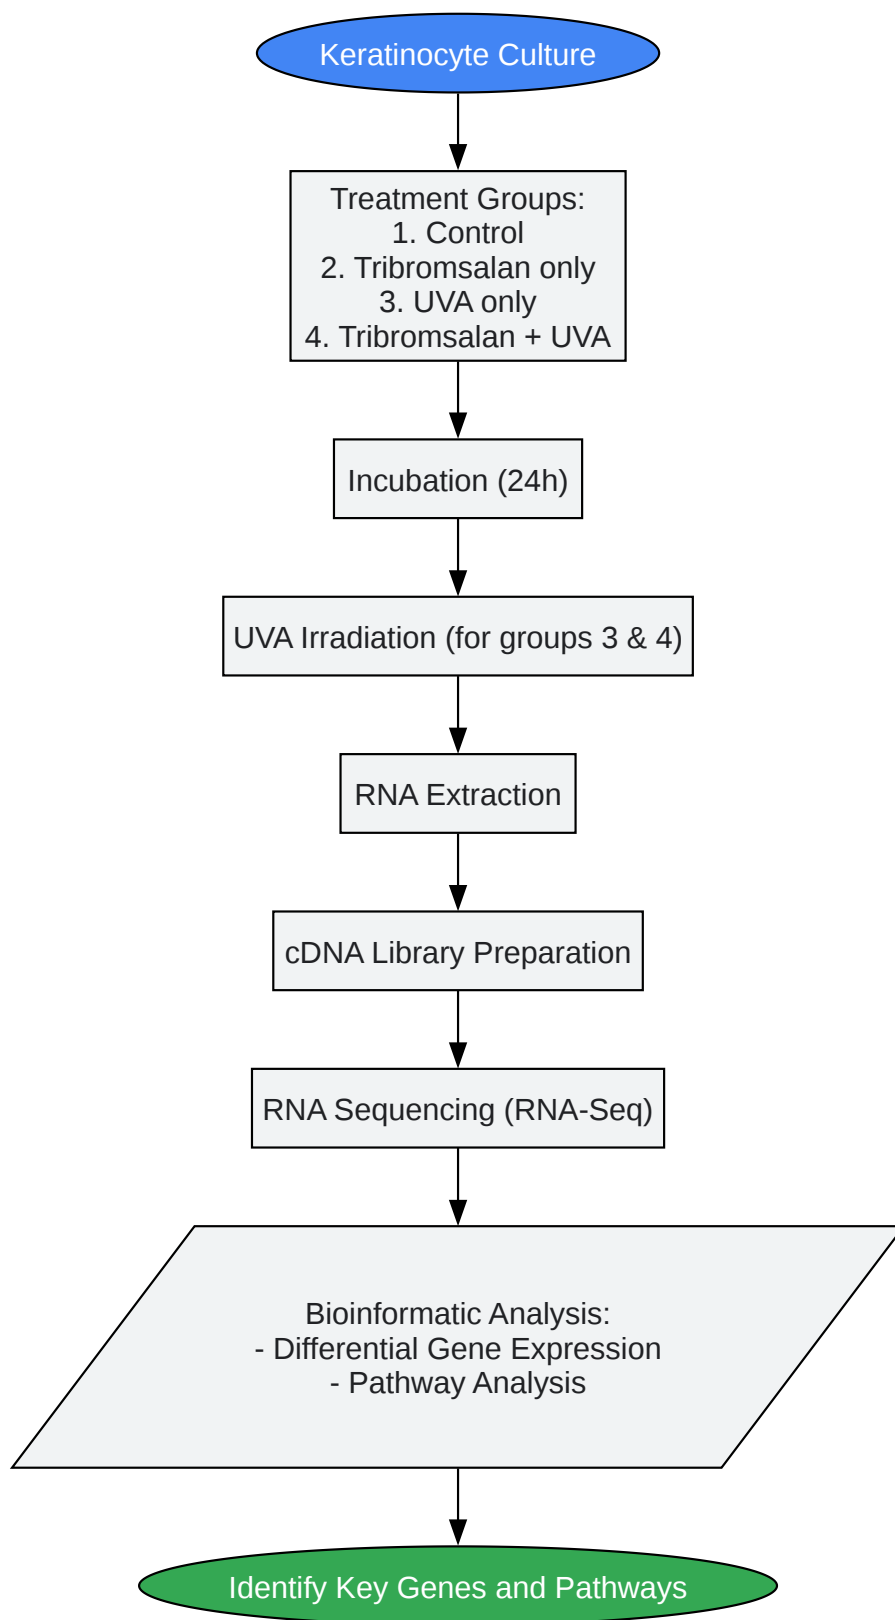 Keratinocyte Culture
Treatment Groups:
1. Control
2. Tribromsalan only
3. UVA only
4. Tribromsalan + UVA
Incubation (24h)
UVA Irradiation (for groups 3 & 4)
RNA Extraction
cDNA Library Preparation
RNA Sequencing (RNA-Seq)
Bioinformatic Analysis:
- Differential Gene Expression
- Pathway Analysis
Identify Key Genes and Pathways